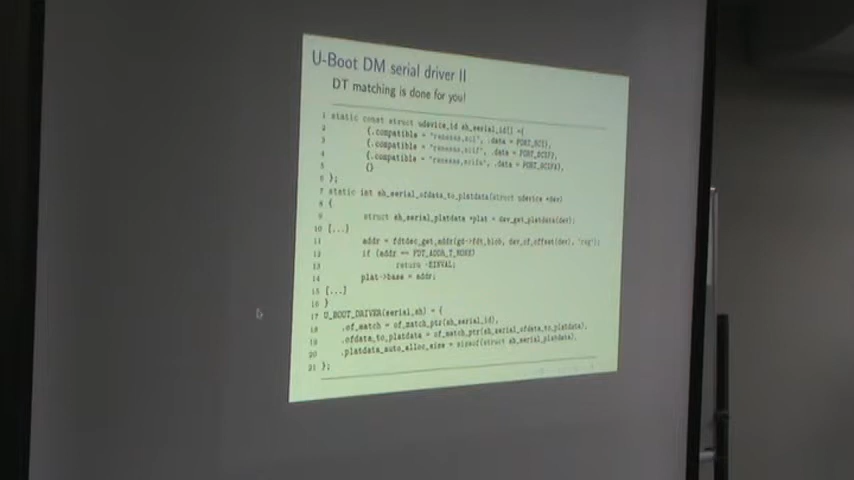 U-Boot DM serial driver II
DT matching is done for you!
1 static const struct udevice_id sh_serial_id[] ={
2 {.compatible = "renesas,sci", .data = PORT_SCI},
3 {.compatible = "renesas,scif", .data = PORT_SCIF},
4 {.compatible = "renesas,scifa", .data = PORT_SCIFA},
5 {}
6 };
7 static int sh_serial_ofdata_to_platdata(struct udevice *dev)
8 {
9 struct sh_serial_platdata *plat = dev_get_platdata(dev);
10 [...]
11 addr = fdtdec_get_addr(gd->fdt_blob, dev_of_offset(dev), "reg");
12 if (addr == FDT_ADDR_T_NONE)
13 return -EINVAL;
14 plat->base = addr;
15 [...]
16 }
17 U_BOOT_DRIVER(serial_sh) = {
18 .of_match = of_match_ptr(sh_serial_id),
19 .ofdata_to_platdata = of_match_ptr(sh_serial_ofdata_to_platdata),
20 .platdata_auto_alloc_size = sizeof(struct sh_serial_platdata),
21 };